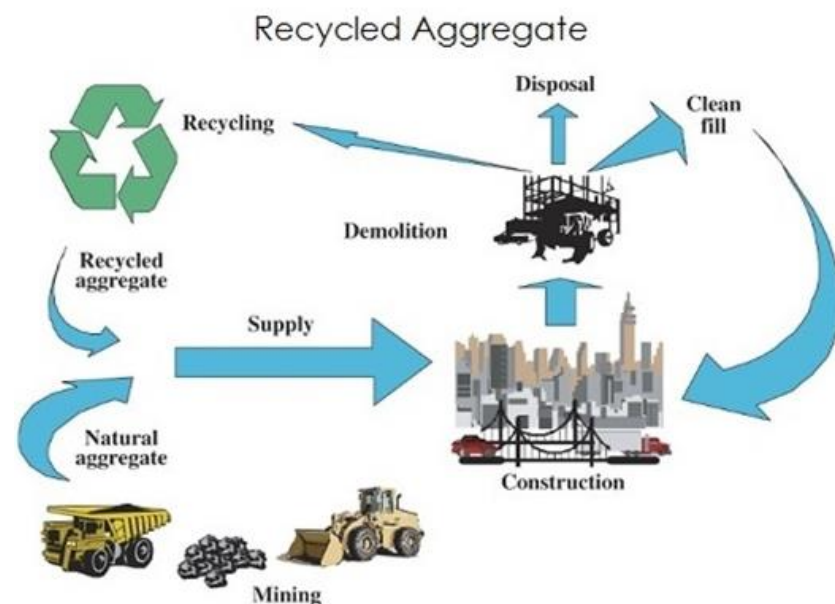 Recycled Aggregate
Disposal
Clean
fill
Recycling
Demolition
Recycled
aggregate
Supply
Natural
aggregate
Construction
Mining